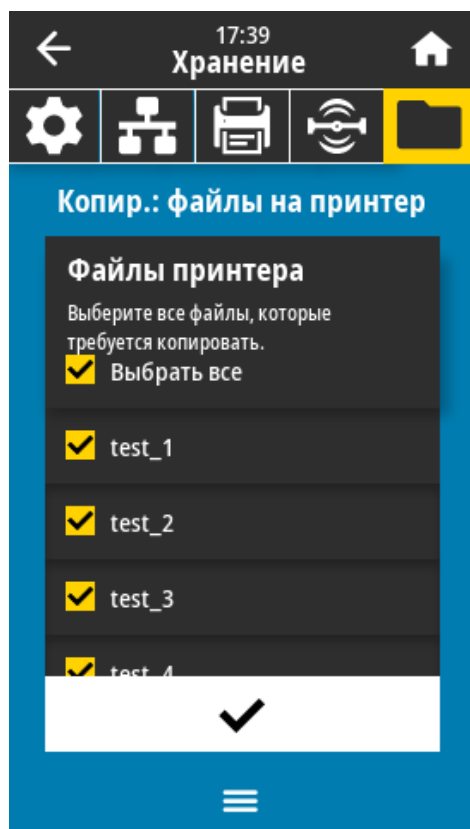 17:39
Хранение
Копир.: файлы на принтер
Файлы принтера
Выберите все файлы, которые
требуется копировать.
Выбрать все
test_1
test_2
test_3
test_4